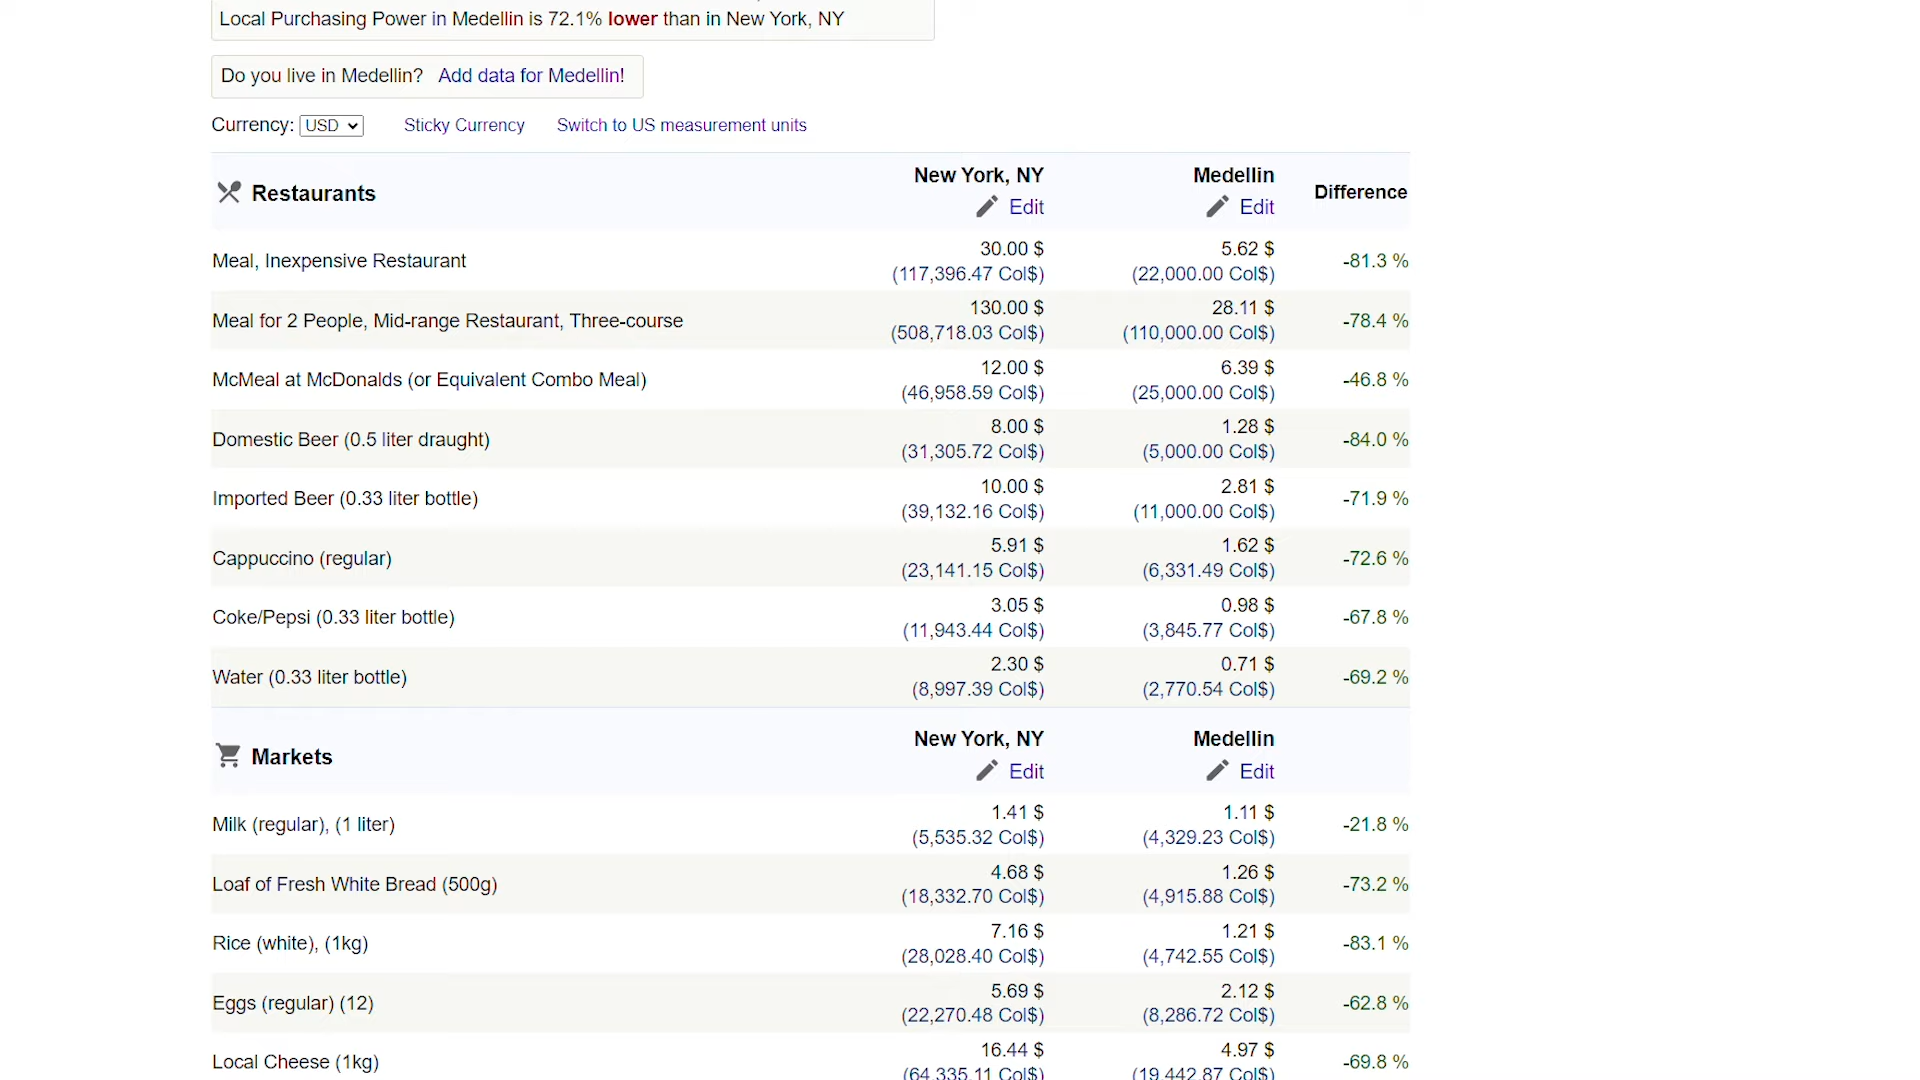 Local Purchasing Power in Medellin is 72.1% lower than in New York, NY
Do you live in Medellin? Add data for Medellin!
Currency: USD Sticky Currency Switch to US measurement units
Restaurants New York, NY Edit Medellin Edit Difference
Meal, Inexpensive Restaurant 30.00 $ 5.62 $ -81.3 %
(117,396.47 Col$) (22,000.00 Col$)
Meal for 2 People, Mid-range Restaurant, Three-course 130.00 $ 28.11 $ -78.4 %
(508,718.03 Col$) (110,000.00 Col$)
McMeal at McDonalds (or Equivalent Combo Meal) 12.00 $ 6.39 $ -46.8 %
(46,958.59 Col$) (25,000.00 Col$)
Domestic Beer (0.5 liter draught) 8.00 $ 1.28 $ -84.0 %
(31,305.72 Col$) (5,000.00 Col$)
Imported Beer (0.33 liter bottle) 10.00 $ 2.81 $ -71.9 %
(39,132.16 Col$) (11,000.00 Col$)
Cappuccino (regular) 5.91 $ 1.62 $ -72.6 %
(23,141.15 Col$) (6,331.49 Col$)
Coke/Pepsi (0.33 liter bottle) 3.05 $ 0.98 $ -67.8 %
(11,943.44 Col$) (3,845.77 Col$)
Water (0.33 liter bottle) 2.30 $ 0.71 $ -69.2 %
(8,997.39 Col$) (2,770.54 Col$)
Markets New York, NY Edit Medellin Edit
Milk (regular), (1 liter) 1.41 $ 1.11 $ -21.8 %
(5,535.32 Col$) (4,329.23 Col$)
Loaf of Fresh White Bread (500g) 4.68 $ 1.26 $ -73.2 %
(18,332.70 Col$) (4,915.88 Col$)
Rice (white), (1kg) 7.16 $ 1.21 $ -83.1 %
(28,028.40 Col$) (4,742.55 Col$)
Eggs (regular) (12) 5.69 $ 2.12 $ -62.8 %
(22,270.48 Col$) (8,286.72 Col$)
Local Cheese (1kg) 16.44 $ 4.97 $ -69.8 %
(64,335.11 Col$) (19,442.87 Col$)